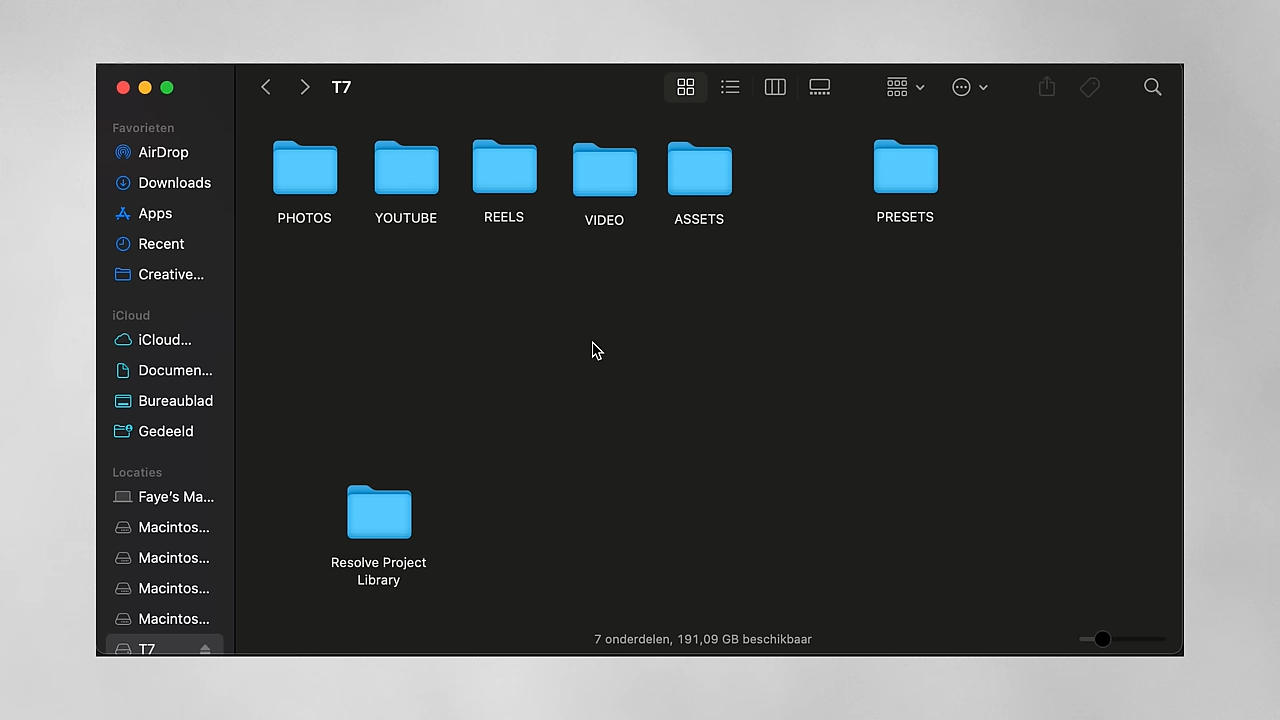 T7
Favorieten
AirDrop
Downloads
Apps
Recent
Creative...
iCloud
iCloud...
Documen...
Bureaublad
Gedeeld
Locaties
Faye's Ma...
Macintos...
Macintos...
Macintos...
Macintos...
T7
PHOTOS
YOUTUBE
REELS
VIDEO
ASSETS
PRESETS
Resolve Project
Library
7 onderdelen, 191,09 GB beschikbaar